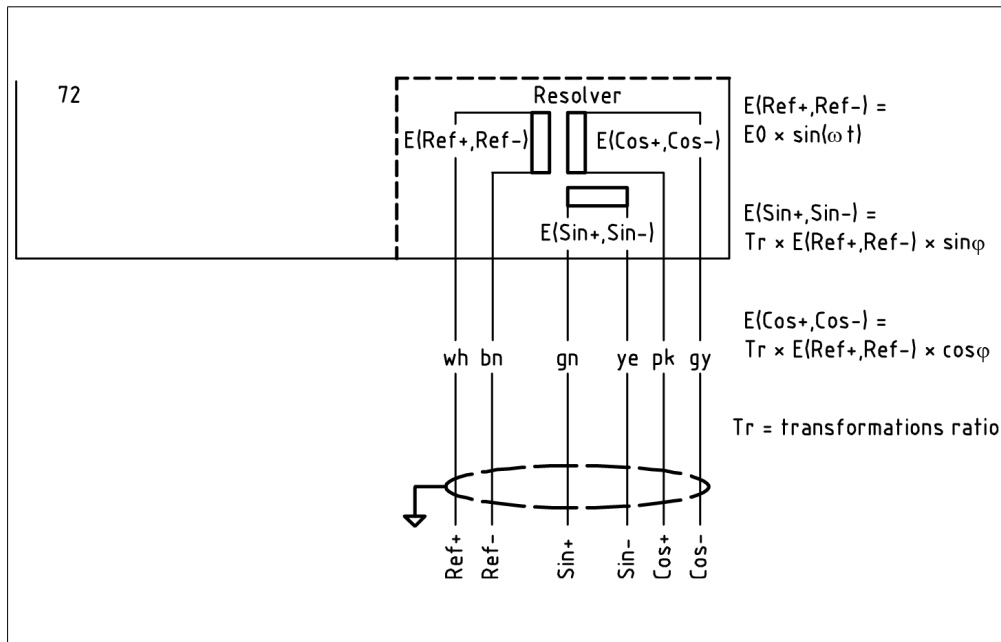 72
Resolver
E(Ref+,Ref-)
E(Cos+,Cos-)
E(Sin+,Sin-)
E(Ref+,Ref-) =
E0 × sin(ωt)
E(Sin+,Sin-) =
Tr × E(Ref+,Ref-) × sinφ
E(Cos+,Cos-) =
Tr × E(Ref+,Ref-) × cosφ
Tr = transformations ratio
wh bn gn ye pk gy
Ref+
Ref-
Sin+
Sin-
Cos+
Cos-